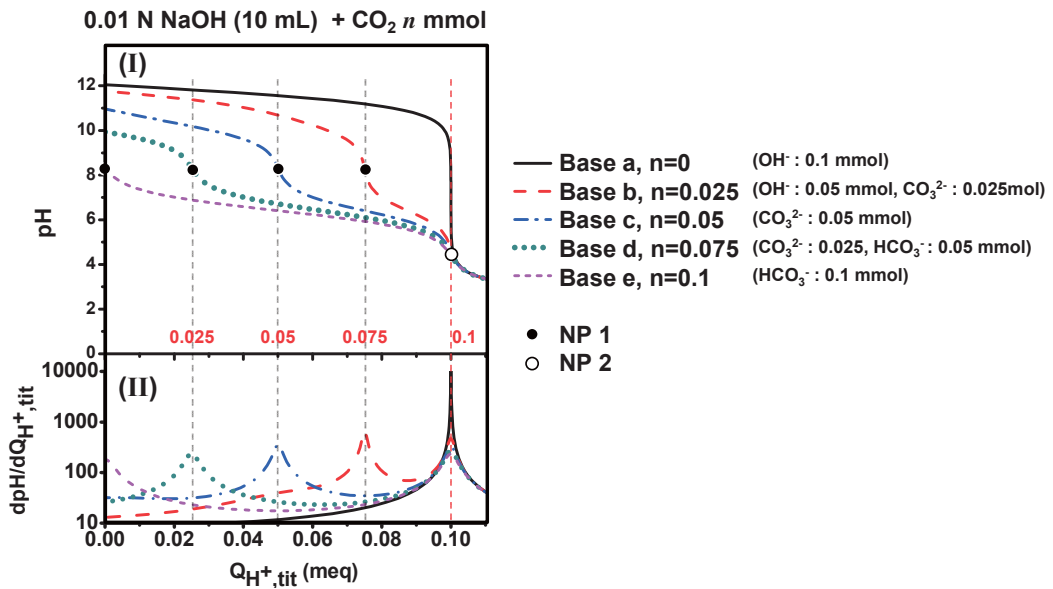 0.01 N NaOH (10 mL) + CO₂ n mmol
(I)
12
10
8
6
4
2
0
pH
0.025
0.05
0.075
0.1
Base a, n=0 (OH⁻ : 0.1 mmol)
Base b, n=0.025 (OH⁻ : 0.05 mmol, CO₃²⁻ : 0.025mol)
Base c, n=0.05 (CO₃²⁻ : 0.05 mmol)
Base d, n=0.075 (CO₃²⁻ : 0.025, HCO₃⁻ : 0.05 mmol)
Base e, n=0.1 (HCO₃⁻ : 0.1 mmol)
NP 1
NP 2
(II)
10000
1000
100
10
dpH/dQH⁺,tit
0.00
0.02
0.04
0.06
0.08
0.10
QH⁺,tit (meq)